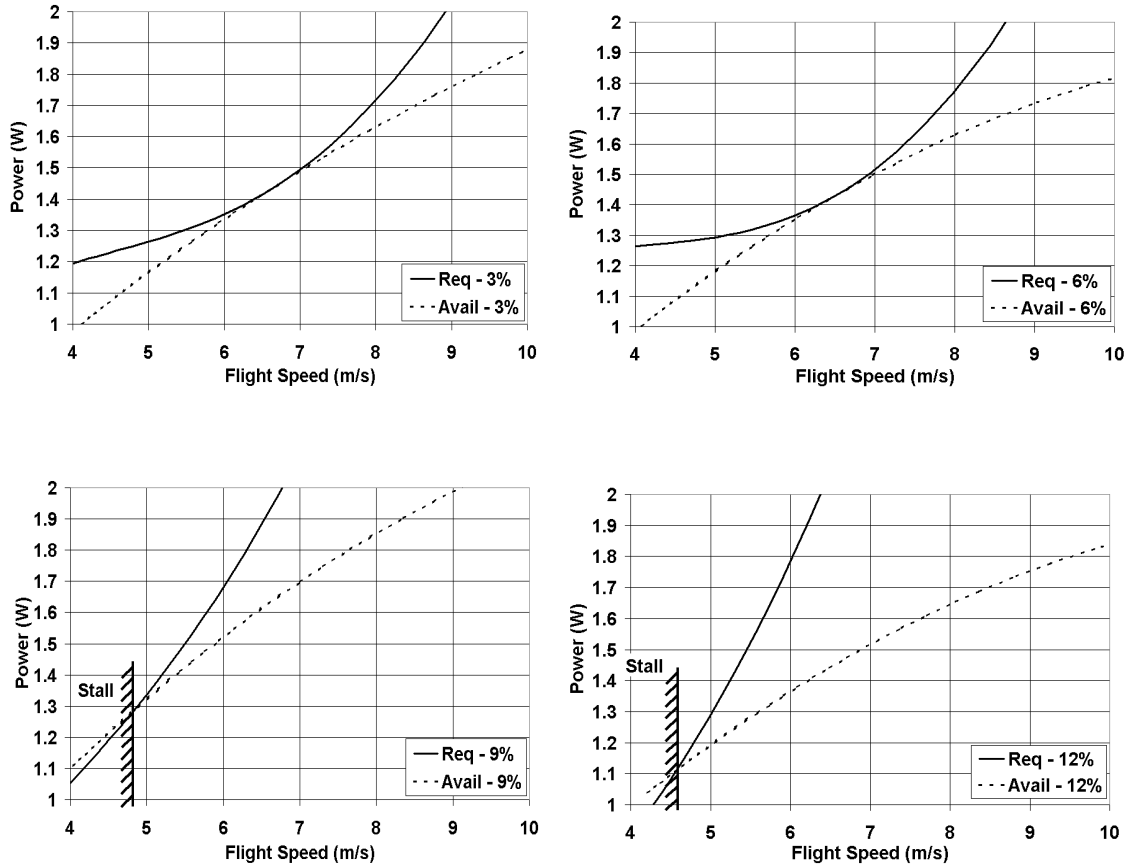 2
1.9
1.8
1.7
1.6
1.5
1.4
1.3
1.2
1.1
1
Power (W)
4 5 6 7 8 9 10
Flight Speed (m/s)
Req - 3%
Avail - 3%
2
1.9
1.8
1.7
1.6
1.5
1.4
1.3
1.2
1.1
1
Power (W)
4 5 6 7 8 9 10
Flight Speed (m/s)
Req - 6%
Avail - 6%
2
1.9
1.8
1.7
1.6
1.5
1.4
1.3
1.2
1.1
1
Power (W)
Stall
4 5 6 7 8 9 10
Flight Speed (m/s)
Req - 9%
Avail - 9%
2
1.9
1.8
1.7
1.6
1.5
1.4
1.3
1.2
1.1
1
Power (W)
Stall
4 5 6 7 8 9 10
Flight Speed (m/s)
Req - 12%
Avail - 12%